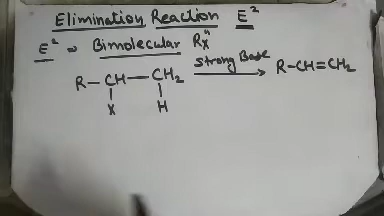 Elimination Reaction E²
E² ⇒ Bimolecular Rxⁿ
R-CH-CH₂ strong Base R-CH=CH₂
X H